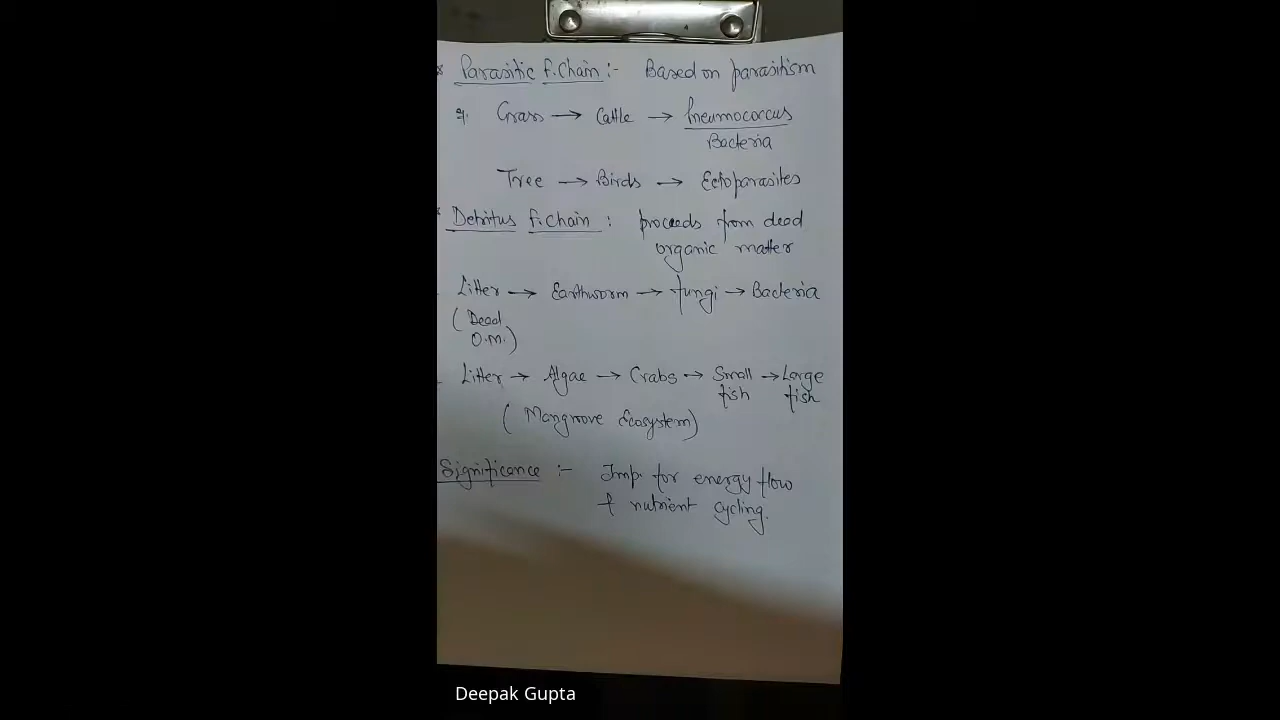 * Parasitic f. Chain :- Based on parasitism
eg. Grass → Cattle → Pneumococcus
Bacteria
Tree → Birds → Ectoparasites
* Detritus f. Chain : proceeds from dead
organic matter
- Litter → Earthworm → fungi → Bacteria
(Dead
O.M.)
- Litter → Algae → Crabs → Small fish → Large fish
(Mangrove Ecosystem)
Significance :- Imp. for energy flow
& nutrient cycling.
Deepak Gupta